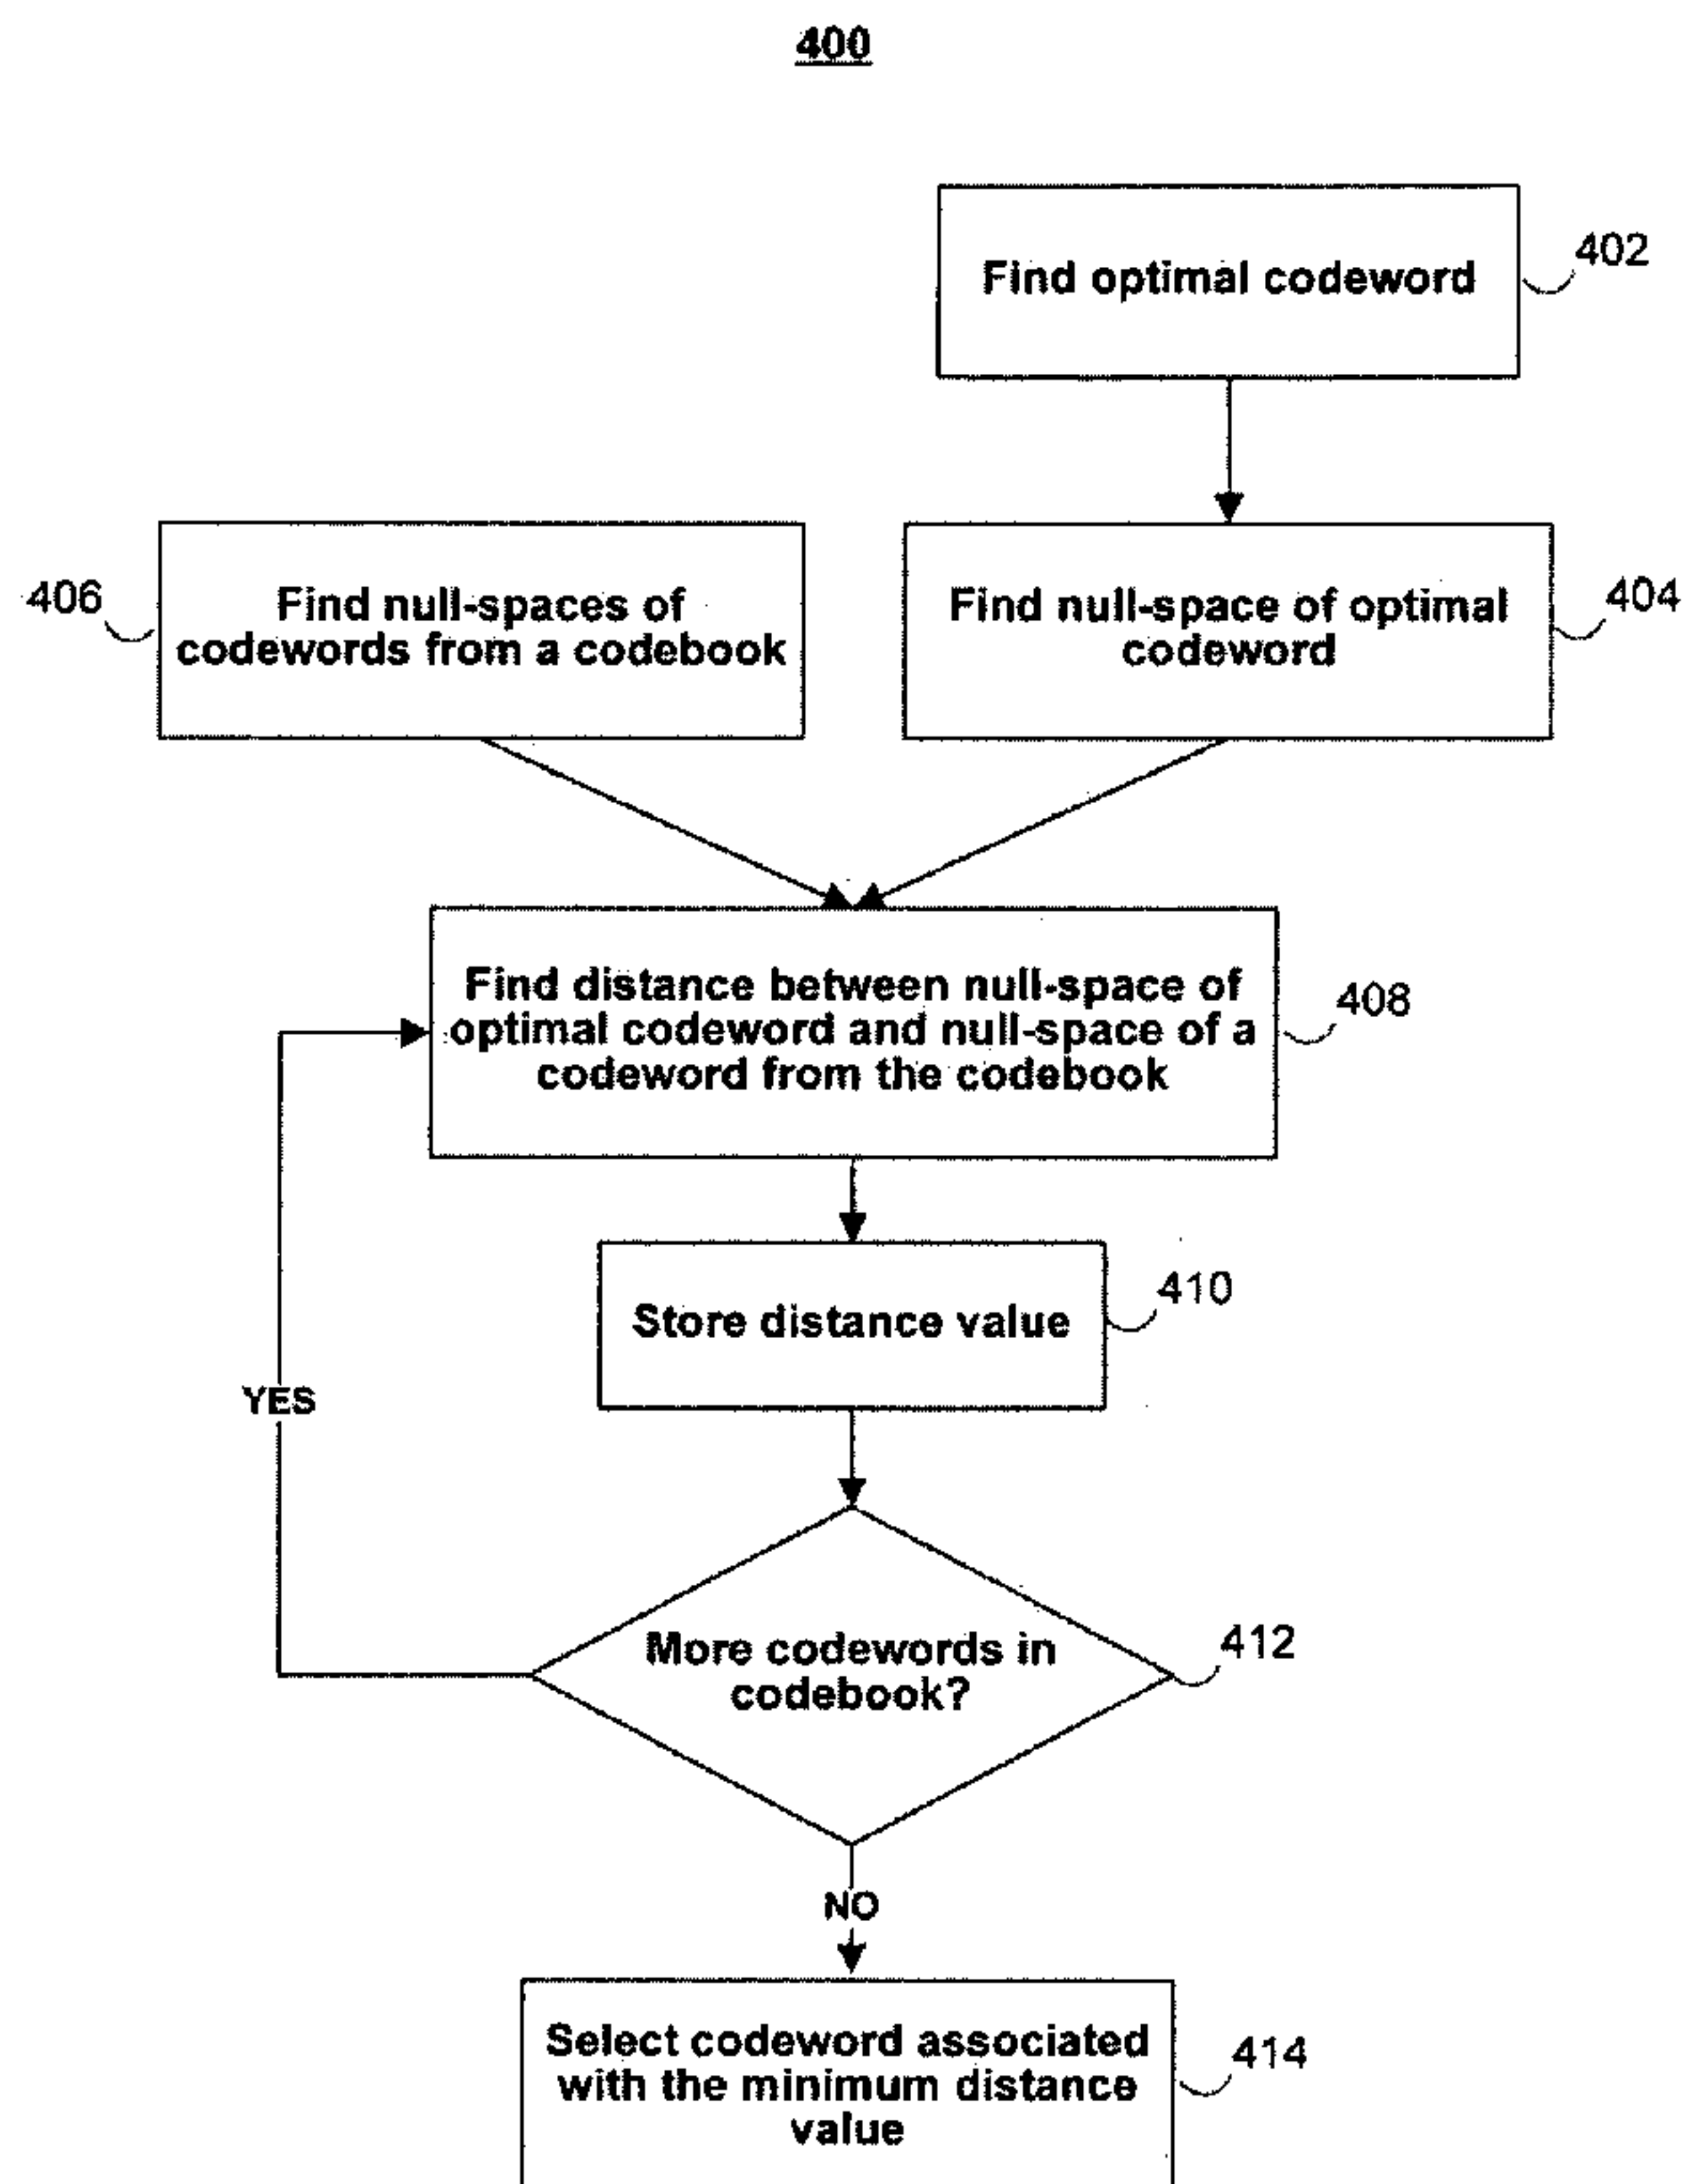 400
Find optimal codeword
402
406
Find null-spaces of
codewords from a codebook
Find null-space of optimal
codeword
404
Find distance between null-space of
optimal codeword and null-space of a
codeword from the codebook
408
Store distance value
410
YES
More codewords in
codebook?
412
NO
Select codeword associated
with the minimum distance
value
414